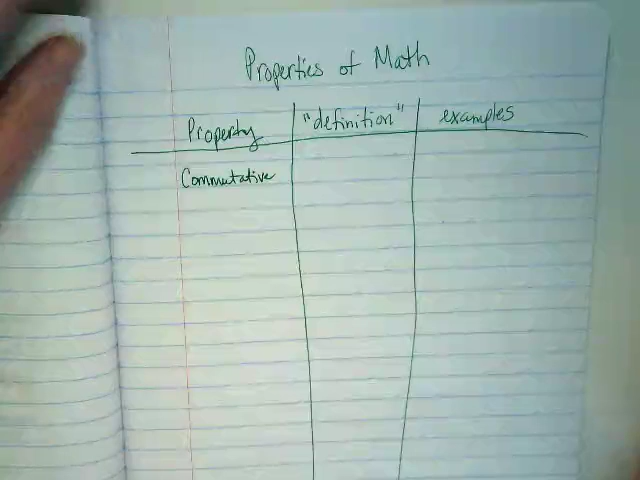 Properties of Math
Property "definition" examples
Commutative